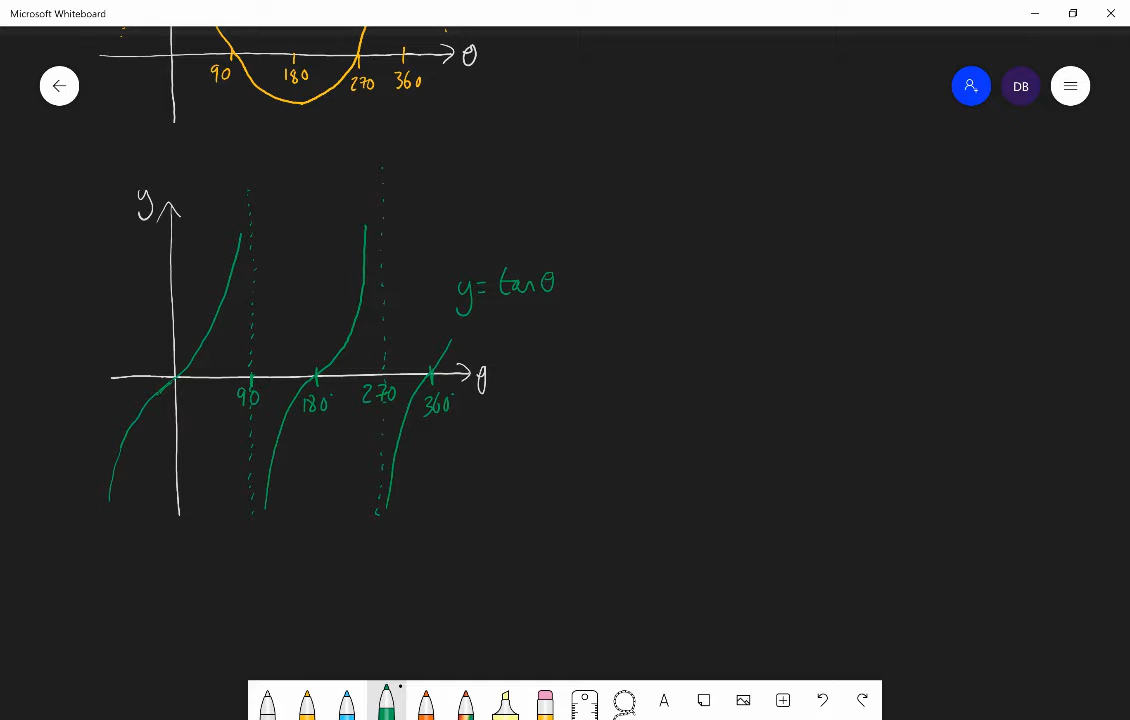 Microsoft Whiteboard
θ
90
180
270
360
DB
y
y = tan θ
θ
90
180°
270
360°
A